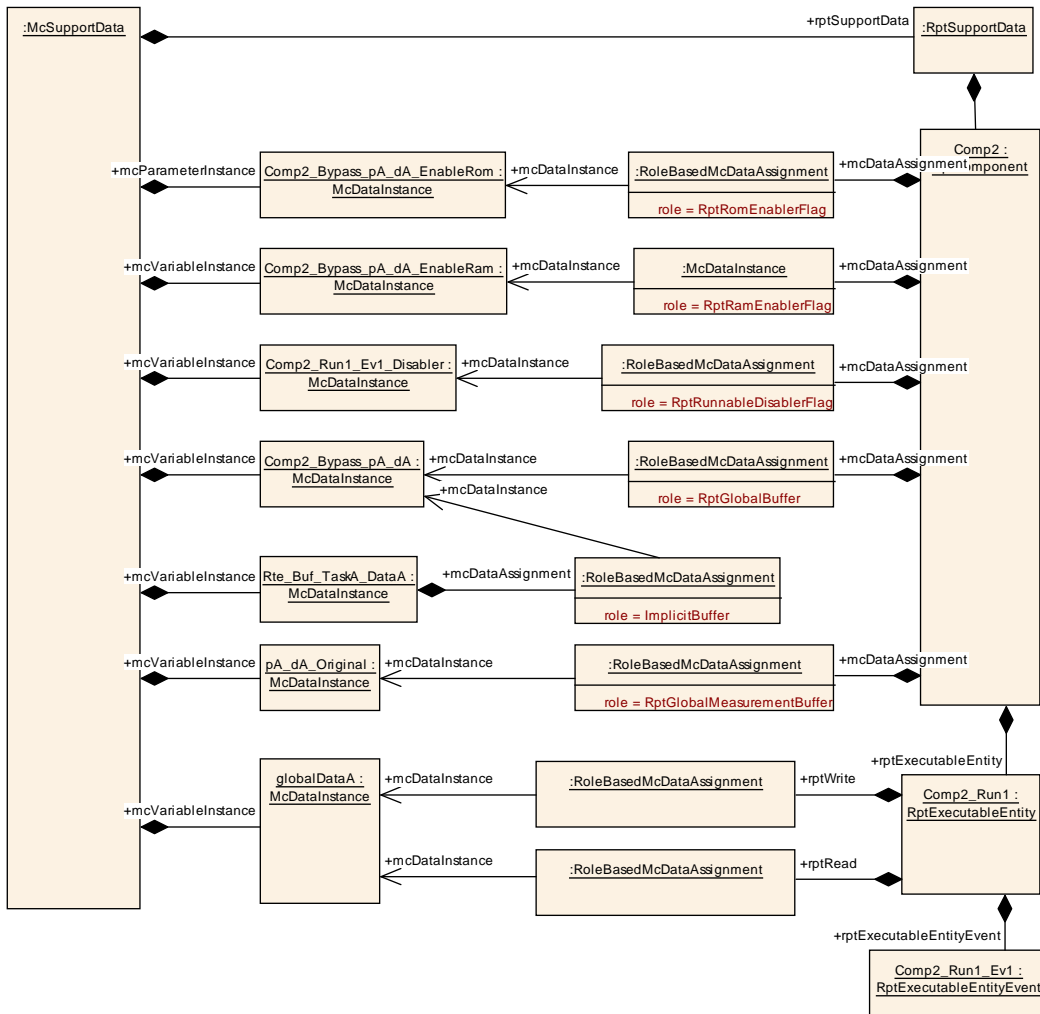 :McSupportData
+rptSupportData
:RptSupportData
+mcParameterInstance
Comp2_Bypass_pA_dA_EnableRom :
McDataInstance
+mcDataInstance
:RoleBasedMcDataAssignment
role = RptRomEnablerFlag
+mcDataAssignment
Comp2 :
omponent
+mcVariableInstance
Comp2_Bypass_pA_dA_EnableRam :
McDataInstance
+mcDataInstance
:McDataInstance
role = RptRamEnablerFlag
+mcDataAssignment
+mcVariableInstance
Comp2_Run1_Ev1_Disabler :
McDataInstance
+mcDataInstance
:RoleBasedMcDataAssignment
role = RptRunnableDisablerFlag
+mcDataAssignment
+mcVariableInstance
Comp2_Bypass_pA_dA :
McDataInstance
+mcDataInstance
+mcDataInstance
:RoleBasedMcDataAssignment
role = RptGlobalBuffer
+mcDataAssignment
+mcVariableInstance
Rte_Buf_TaskA_DataA :
McDataInstance
+mcDataAssignment
:RoleBasedMcDataAssignment
role = ImplicitBuffer
+mcVariableInstance
pA_dA_Original :
McDataInstance
+mcDataInstance
:RoleBasedMcDataAssignment
role = RptGlobalMeasurementBuffer
+mcDataAssignment
+rptExecutableEntity
+mcVariableInstance
globalDataA :
McDataInstance
+mcDataInstance
:RoleBasedMcDataAssignment
+rptWrite
Comp2_Run1 :
RptExecutableEntity
+mcDataInstance
:RoleBasedMcDataAssignment
+rptRead
+rptExecutableEntityEvent
Comp2_Run1_Ev1 :
RptExecutableEntityEvent